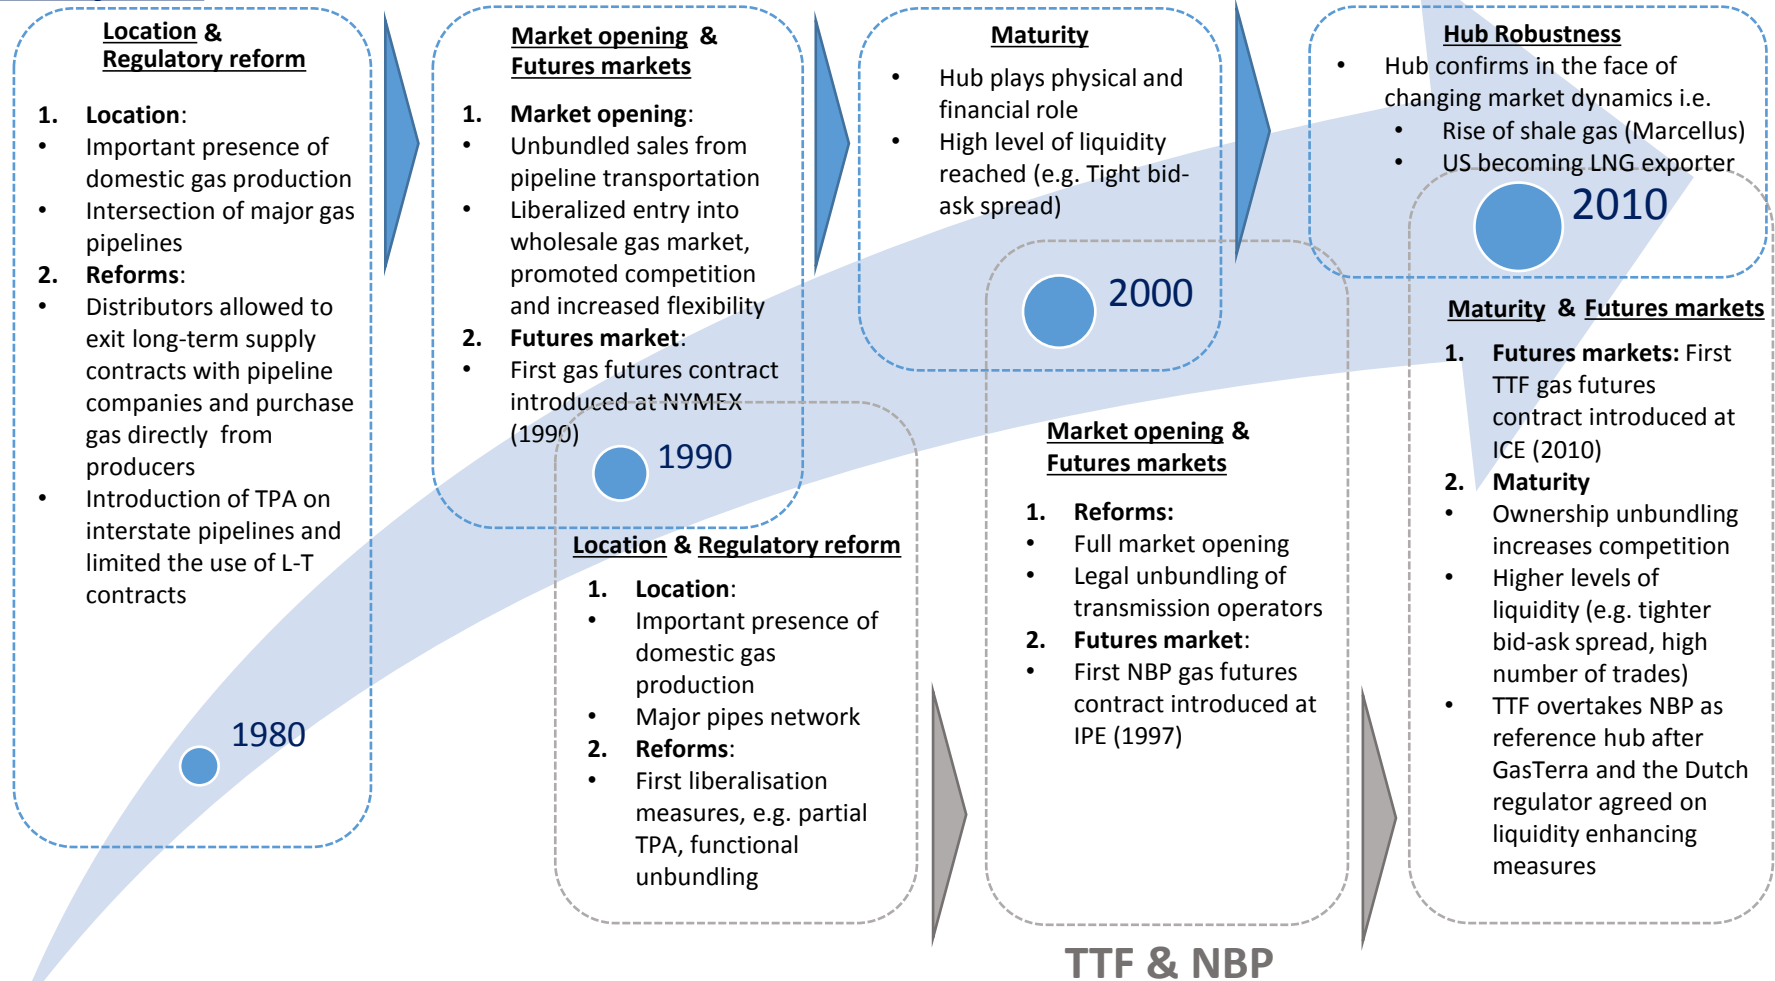 Location &
Regulatory reform
1. Location:
• Important presence of
domestic gas production
• Intersection of major gas
pipelines
2. Reforms:
• Distributors allowed to
exit long-term supply
contracts with pipeline
companies and purchase
gas directly from
producers
• Introduction of TPA on
interstate pipelines and
limited the use of L-T
contracts
1980
Market opening &
Futures markets
1. Market opening:
• Unbundled sales from
pipeline transportation
• Liberalized entry into
wholesale gas market,
promoted competition
and increased flexibility
2. Futures market:
• First gas futures contract
introduced at NYMEX
(1990)
1990
Maturity
• Hub plays physical and
financial role
• High level of liquidity
reached (e.g. Tight bid-
ask spread)
2000
Hub Robustness
• Hub confirms in the face of
changing market dynamics i.e.
• Rise of shale gas (Marcellus)
• US becoming LNG exporter
2010
Location & Regulatory reform
1. Location:
• Important presence of
domestic gas
production
• Major pipes network
2. Reforms:
• First liberalisation
measures, e.g. partial
TPA, functional
unbundling
Market opening &
Futures markets
1. Reforms:
• Full market opening
• Legal unbundling of
transmission operators
2. Futures market:
• First NBP gas futures
contract introduced at
IPE (1997)
Maturity & Futures markets
1. Futures markets: First
TTF gas futures
contract introduced at
ICE (2010)
2. Maturity
• Ownership unbundling
increases competition
• Higher levels of
liquidity (e.g. tighter
bid-ask spread, high
number of trades)
• TTF overtakes NBP as
reference hub after
GasTerra and the Dutch
regulator agreed on
liquidity enhancing
measures
TTF & NBP